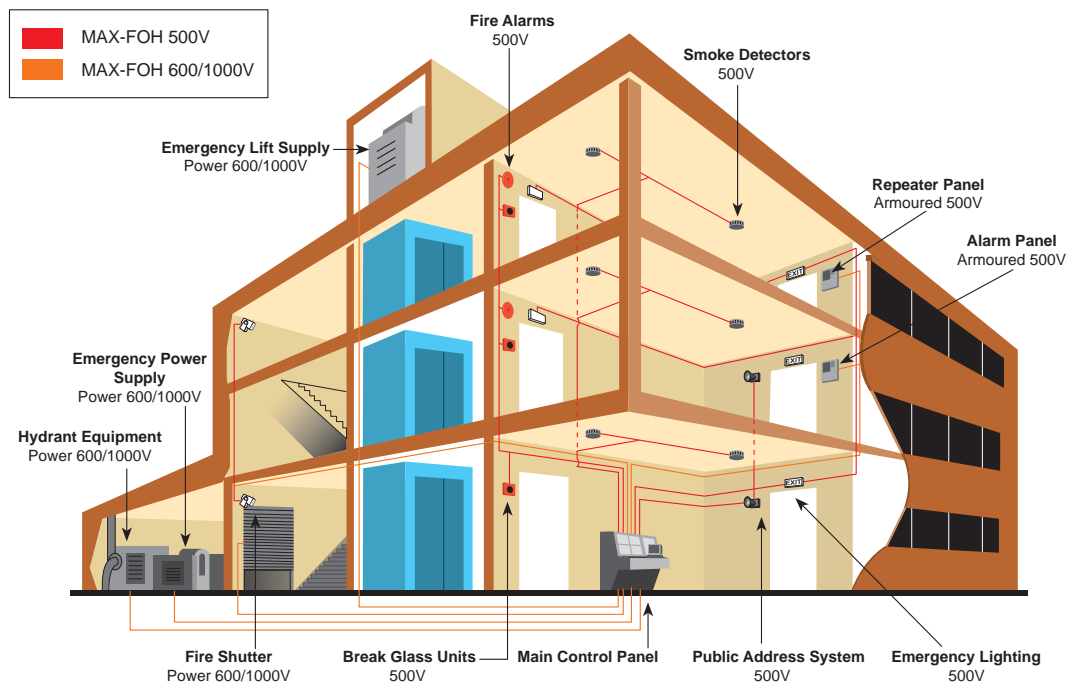 MAX-FOH 500V
MAX-FOH 600/1000V
Fire Alarms
500V
Smoke Detectors
500V
Emergency Lift Supply
Power 600/1000V
Repeater Panel
Armoured 500V
Alarm Panel
Armoured 500V
EXIT
Emergency Power
Supply
Power 600/1000V
EXIT
Hydrant Equipment
Power 600/1000V
EXIT
Fire Shutter
Power 600/1000V
Break Glass Units
500V
Main Control Panel
Public Address System
500V
Emergency Lighting
500V